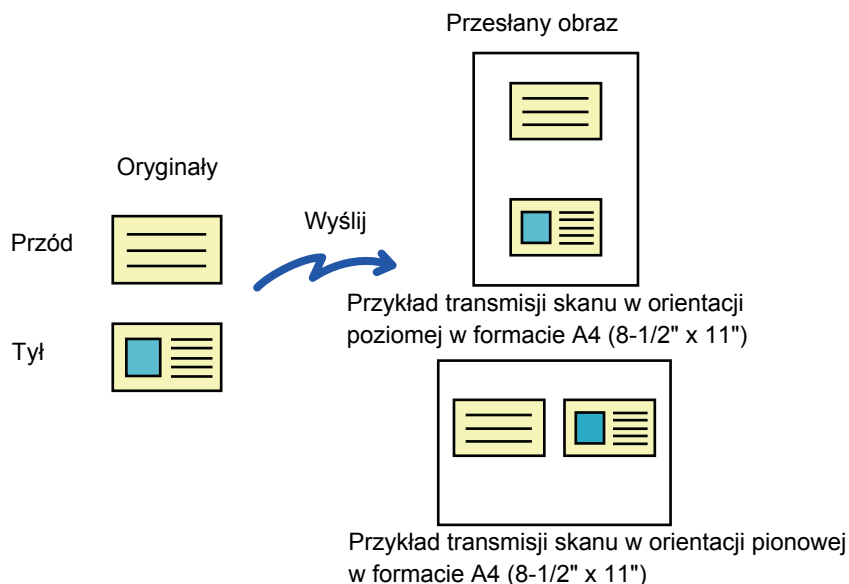 Przesłany obraz
Oryginały
Przód
Wyślij
Tył
Przykład transmisji skanu w orientacji
poziomej w formacie A4 (8-1/2" x 11")
Przykład transmisji skanu w orientacji pionowej
w formacie A4 (8-1/2" x 11")